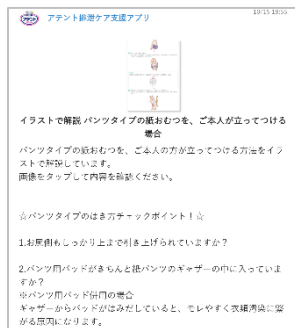 アテント
アテント排泄ケア支援アプリ
10/15 18:55
イラストで解説 パンツタイプの紙おむつを、ご本人が立ってつける
場合
パンツタイプの紙おむつを、ご本人の方が立ってつける方法をイラ
ストで解説しています。
画像をタップして内容を確認ください。
☆パンツタイプのはき方チェックポイント！☆
1.お尻側もしっかり上まで引き上げられていますか？
2.パンツ用パッドがきちんと紙パンツのギャザーの中に入っていま
すか？
※パンツ用パッド併用の場合
ギャザーからパッドがはみだしていると、モレやすく衣類汚染に繋
がる原因になります。